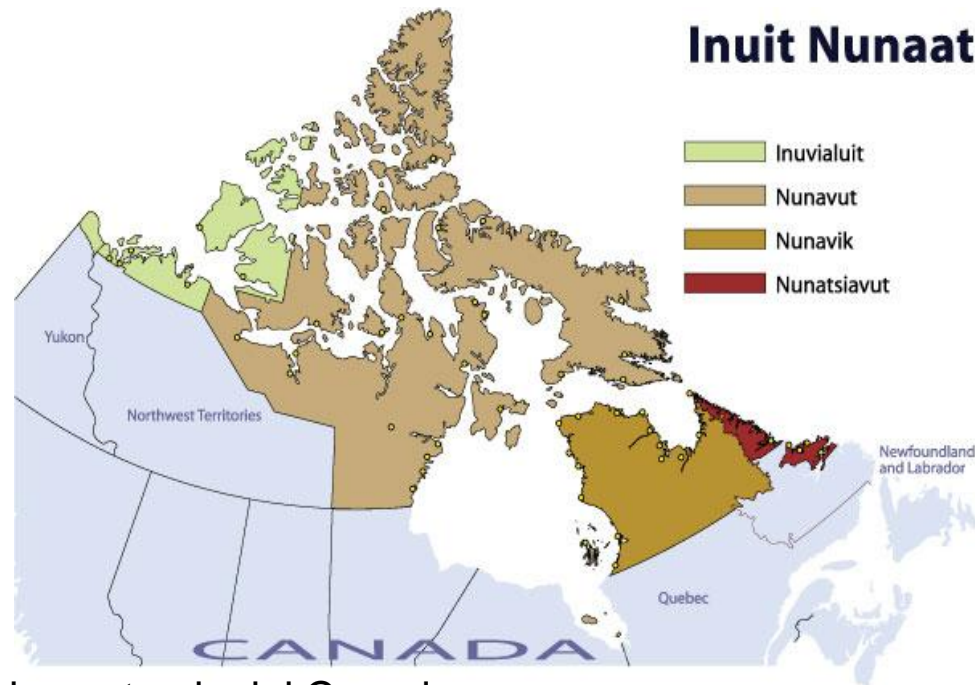 Inuit Nunaat
Inuvialuit
Nunavut
Nunavik
Nunatsiavut
Yukon
Northwest Territories
Newfoundland
and Labrador
Quebec
CANADA